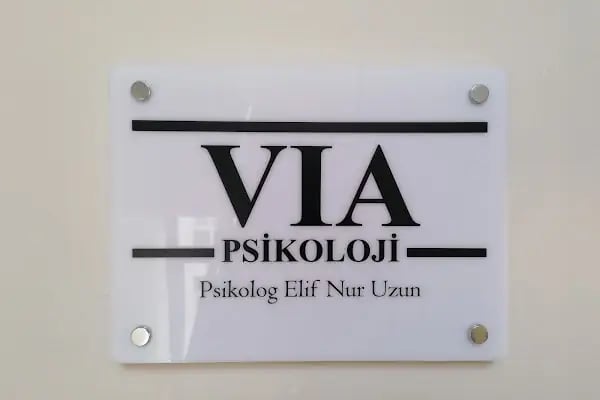 VIA
PSİKOLOJİ
Psikolog Elif Nur Uzun